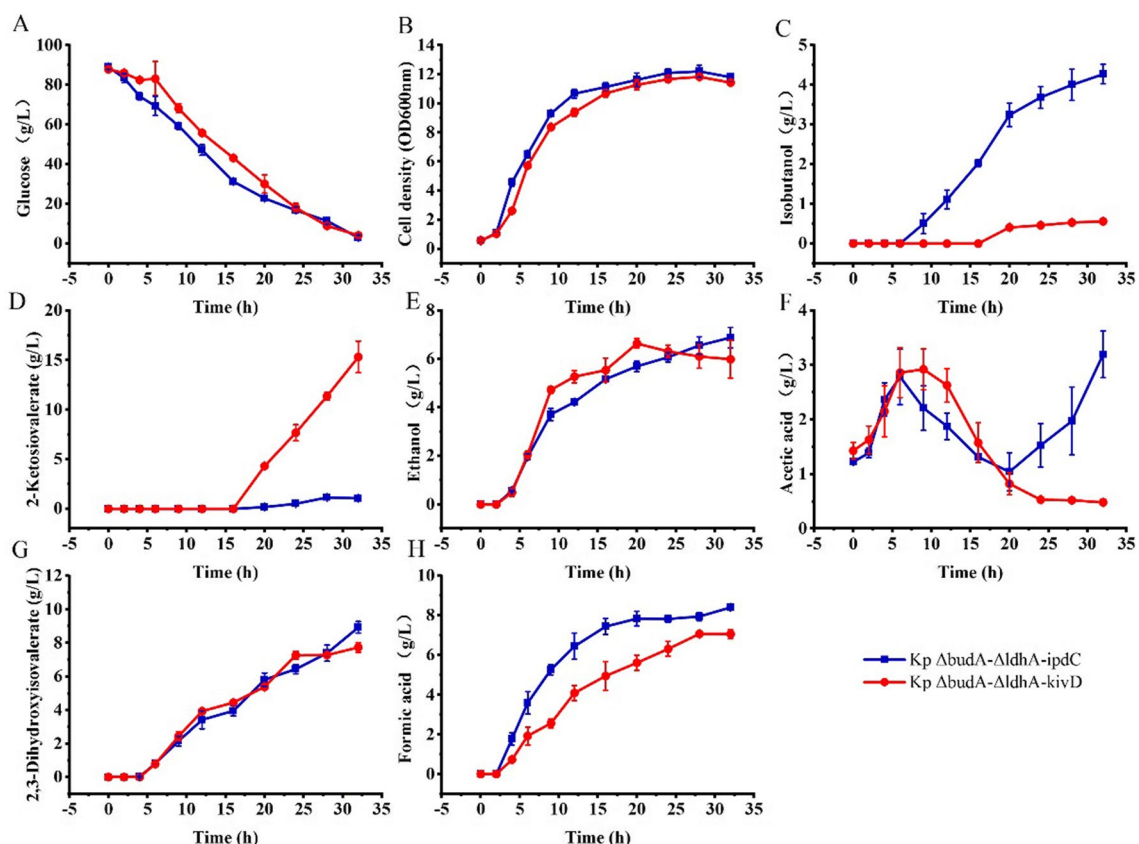 A
Glucose (g/L)
100
80
60
40
20
0
-5 0 5 10 15 20 25 30 35
Time (h)
B
Cell density (OD600nm)
14
12
10
8
6
4
2
0
-5 0 5 10 15 20 25 30 35
Time (h)
C
Isobutanol (g/L)
5
4
3
2
1
0
-5 0 5 10 15 20 25 30 35
Time (h)
D
2-Ketosiovalerate (g/L)
20
15
10
5
0
-5 0 5 10 15 20 25 30 35
Time (h)
E
Ethanol (g/L)
8
6
4
2
0
-5 0 5 10 15 20 25 30 35
Time (h)
F
Acetic acid (g/L)
4
3
2
1
0
-5 0 5 10 15 20 25 30 35
Time (h)
G
2,3-Dihydroxyisovalerate (g/L)
12
10
8
6
4
2
0
-5 0 5 10 15 20 25 30 35
Time (h)
H
Formic acid (g/L)
10
8
6
4
2
0
-5 0 5 10 15 20 25 30 35
Time (h)
Kp ΔbudA-ΔldhA-ipdC
Kp ΔbudA-ΔldhA-kivD